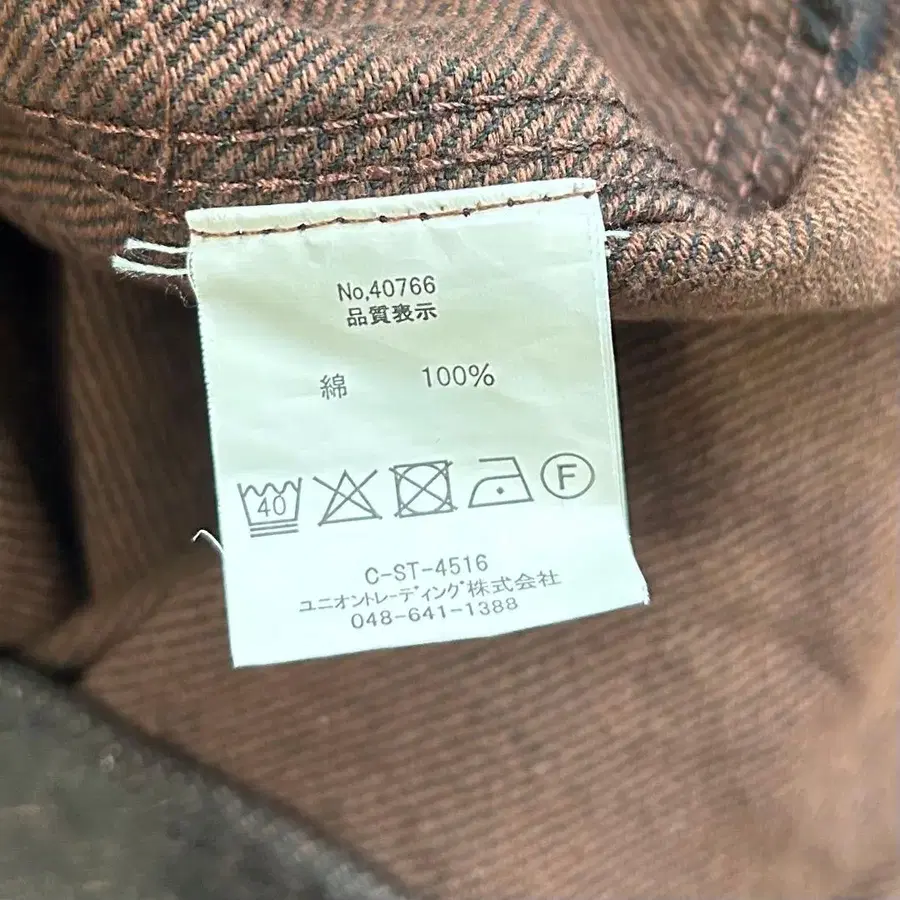 No,40766
品質表示
綿 100%
40 F
C-ST-4516
ユニオントレーディング株式会社
048-641-1388